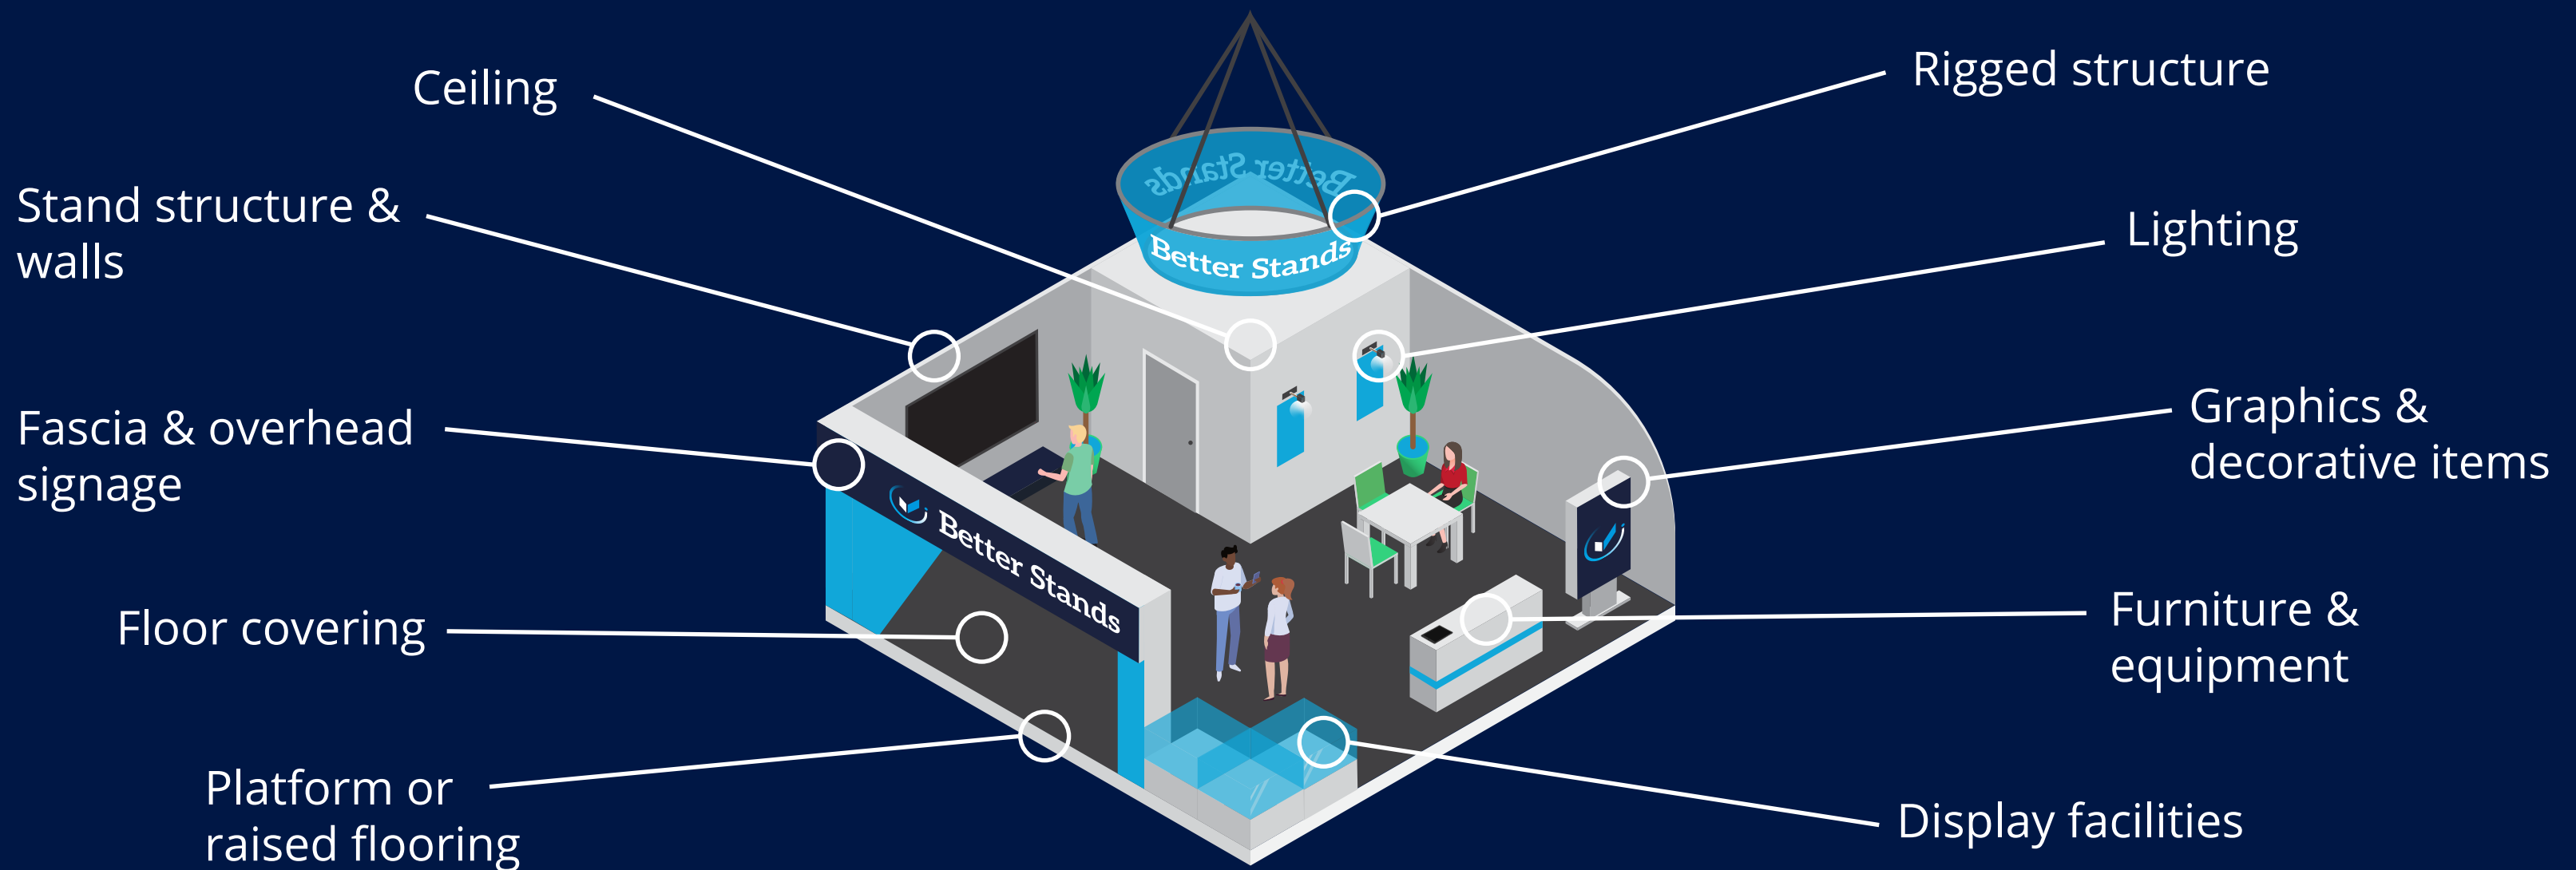 Ceiling
Rigged structure
Stand structure &
walls
Lighting
Fascia & overhead
signage
Graphics &
decorative items
Floor covering
Furniture &
equipment
Platform or
raised flooring
Display facilities
Better Stands
Better Stands
Better Stands